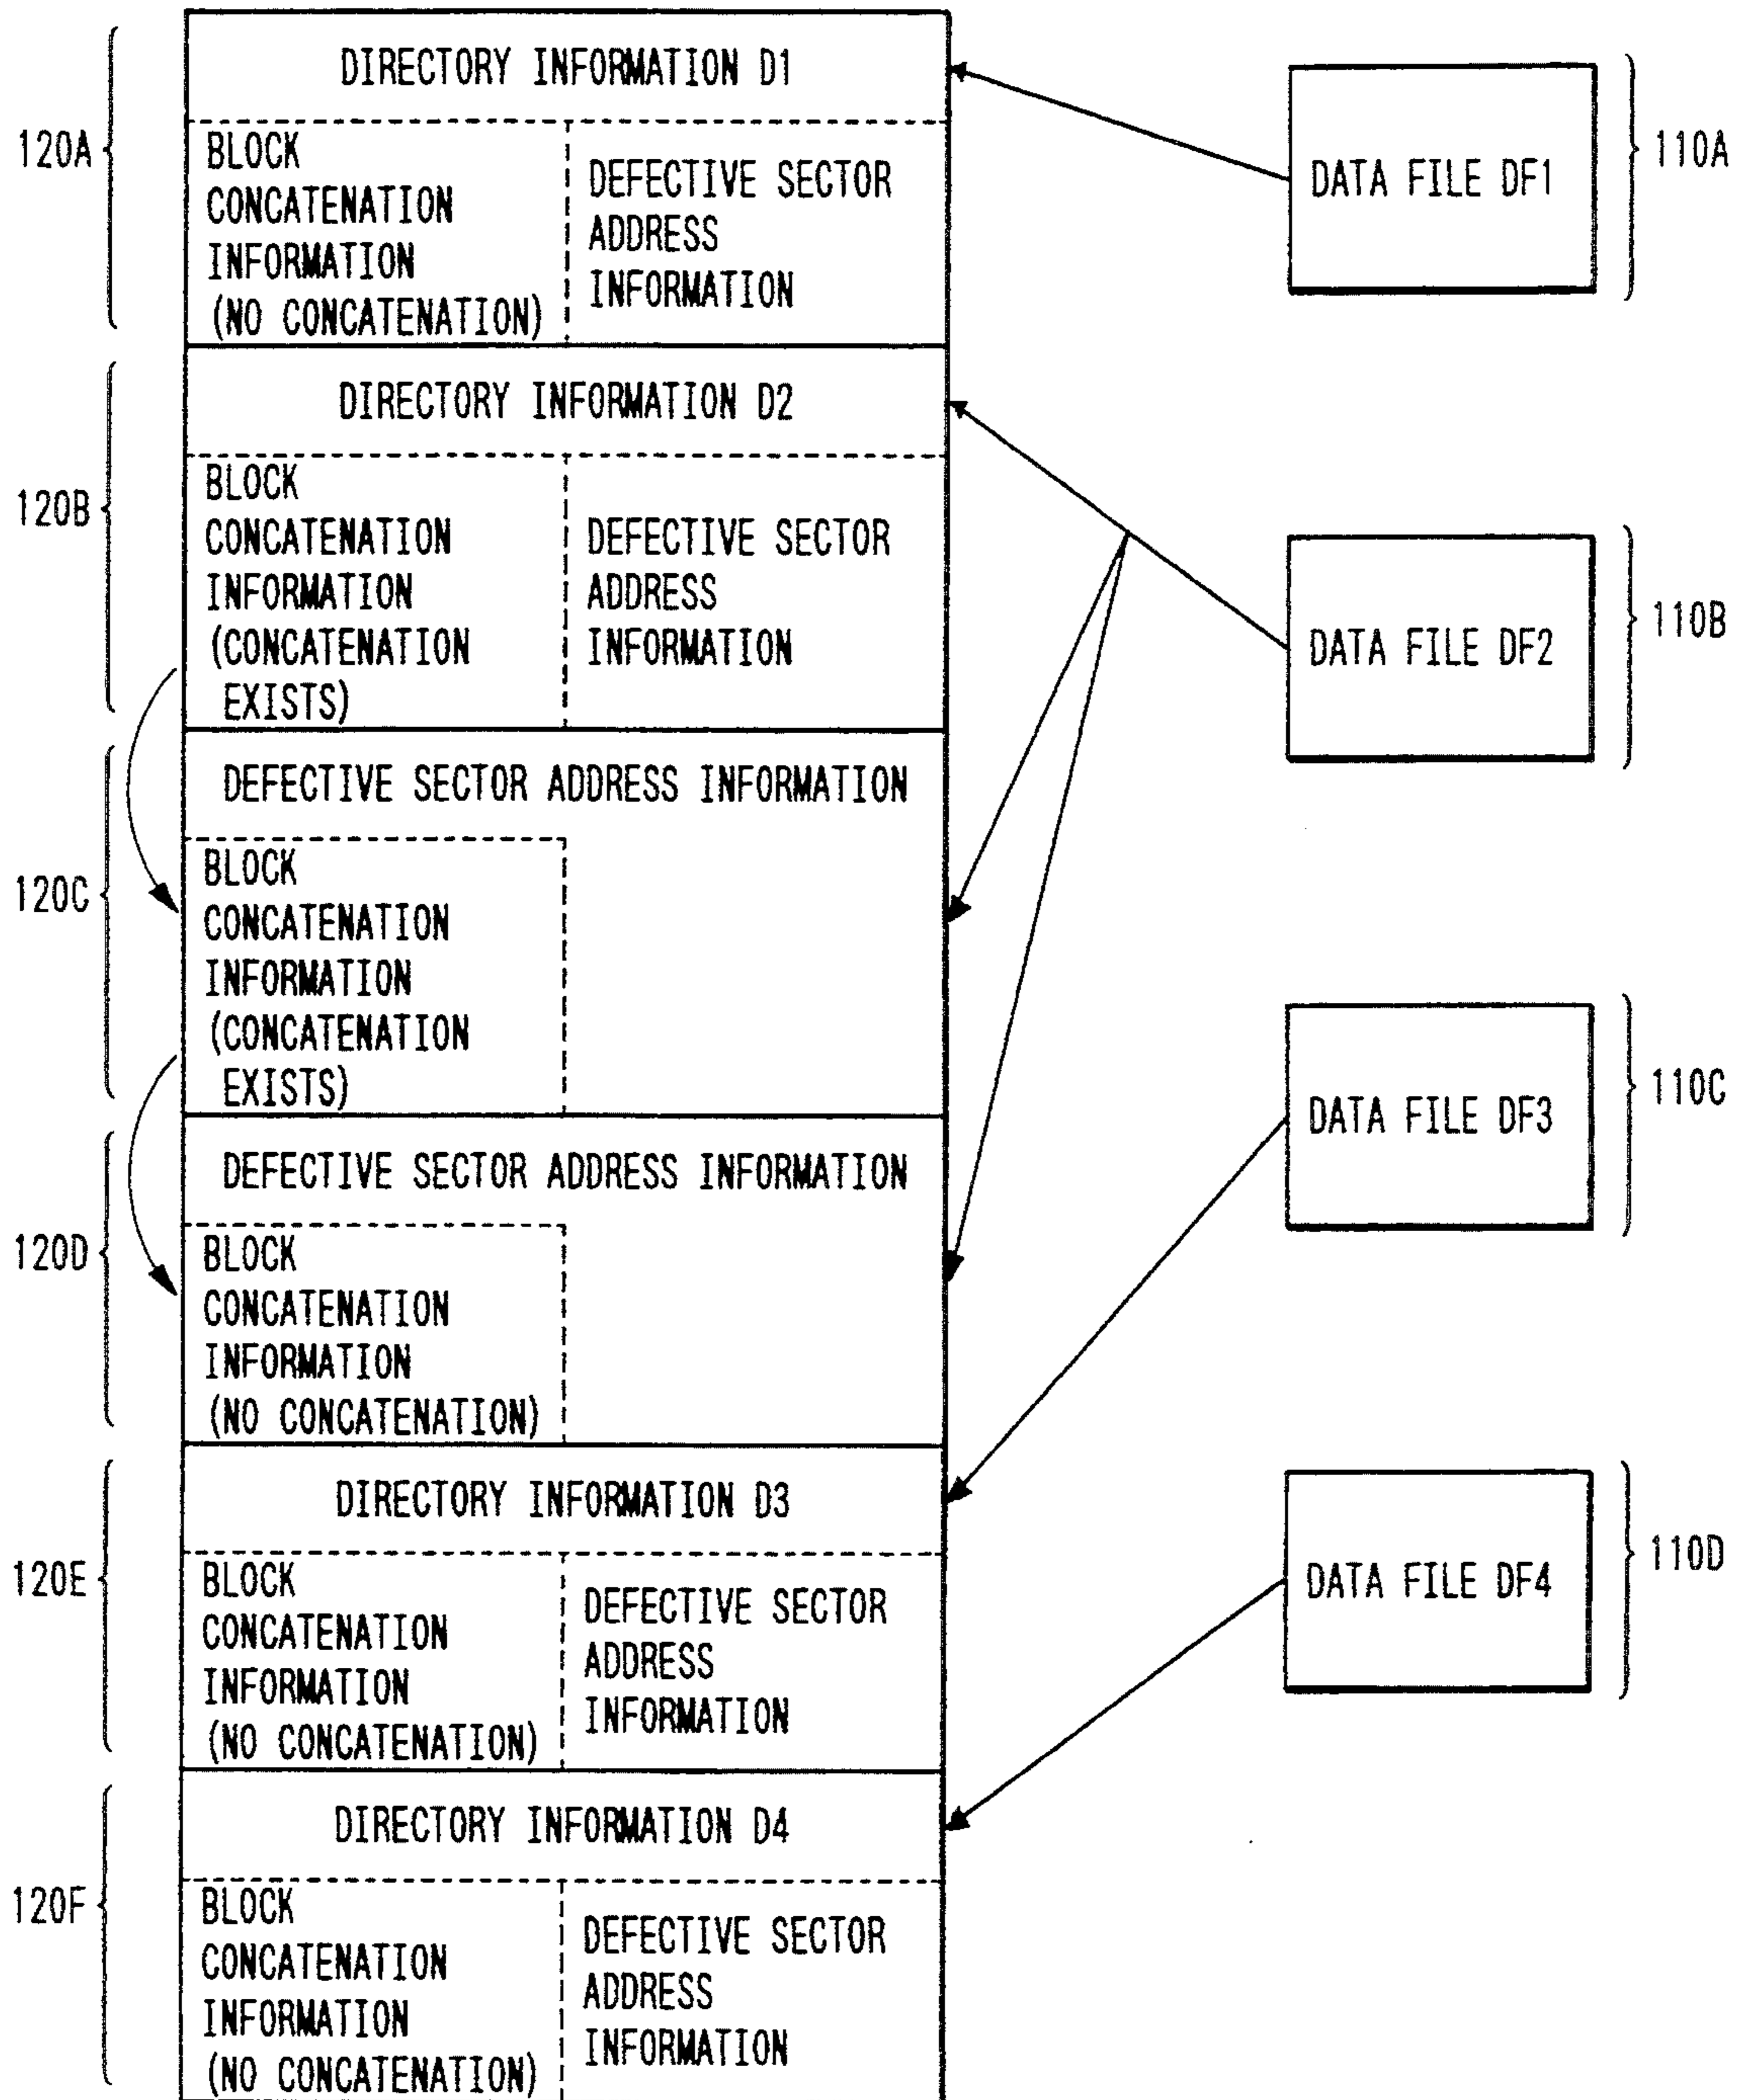 120A
DIRECTORY INFORMATION D1
BLOCK
CONCATENATION
INFORMATION
(NO CONCATENATION)
DEFECTIVE SECTOR
ADDRESS
INFORMATION
DATA FILE DF1
110A
120B
DIRECTORY INFORMATION D2
BLOCK
CONCATENATION
INFORMATION
(CONCATENATION
EXISTS)
DEFECTIVE SECTOR
ADDRESS
INFORMATION
DATA FILE DF2
110B
120C
DEFECTIVE SECTOR ADDRESS INFORMATION
BLOCK
CONCATENATION
INFORMATION
(CONCATENATION
EXISTS)
DATA FILE DF3
110C
120D
DEFECTIVE SECTOR ADDRESS INFORMATION
BLOCK
CONCATENATION
INFORMATION
(NO CONCATENATION)
120E
DIRECTORY INFORMATION D3
BLOCK
CONCATENATION
INFORMATION
(NO CONCATENATION)
DEFECTIVE SECTOR
ADDRESS
INFORMATION
DATA FILE DF4
110D
120F
DIRECTORY INFORMATION D4
BLOCK
CONCATENATION
INFORMATION
(NO CONCATENATION)
DEFECTIVE SECTOR
ADDRESS
INFORMATION